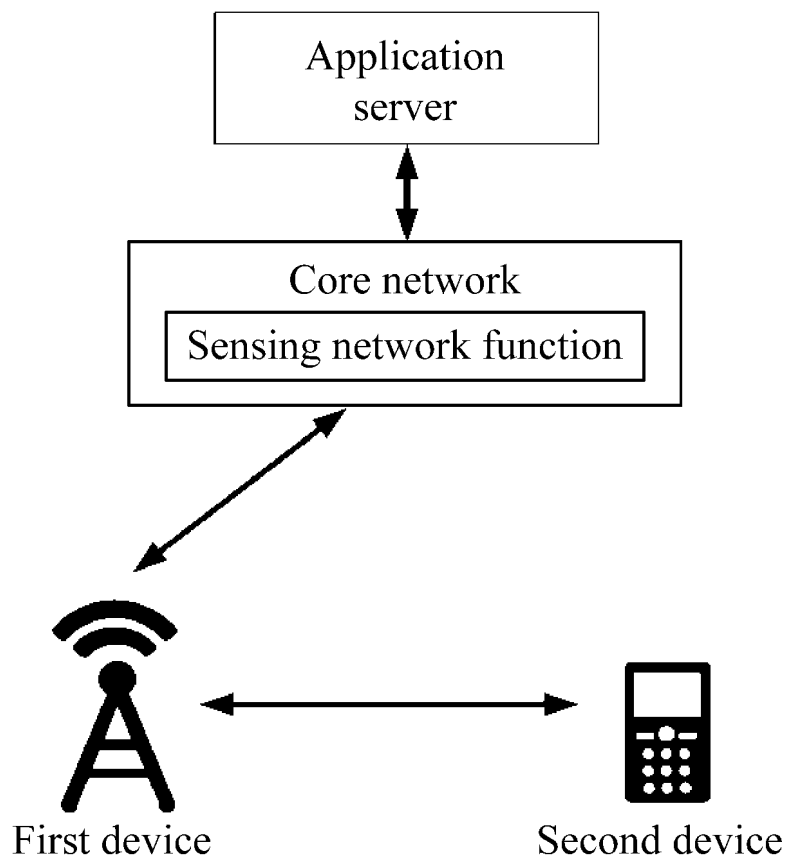 Application
server
Core network
Sensing network function
First device
Second device